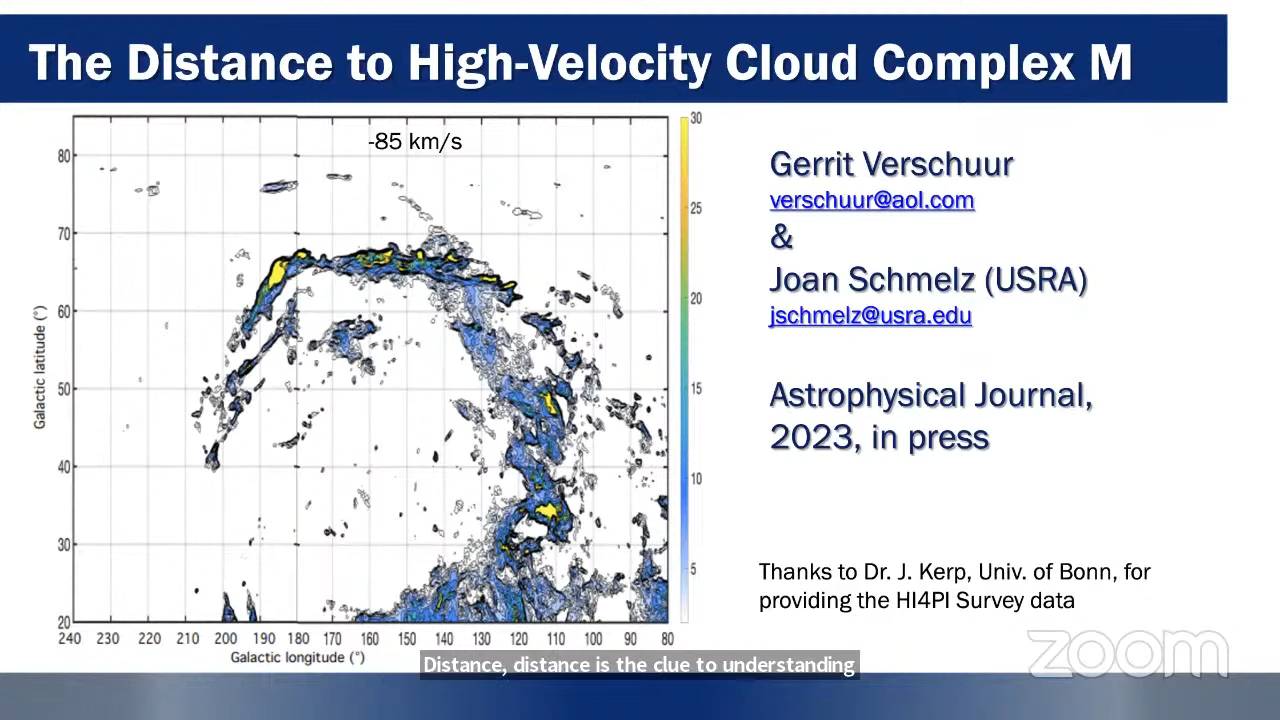 The Distance to High-Velocity Cloud Complex M
-85 km/s
30
25
20
15
10
5
80
70
60
50
40
30
20
Galactic latitude (°)
240 230 220 210 200 190 180 170 160 150 140 130 120 110 100 90 80
Galactic longitude (°)
Gerrit Verschuur
verschuur@aol.com
&
Joan Schmelz (USRA)
jschmelz@usra.edu
Astrophysical Journal,
2023, in press
Thanks to Dr. J. Kerp, Univ. of Bonn, for
providing the HI4PI Survey data
zoom
Distance, distance is the clue to understanding